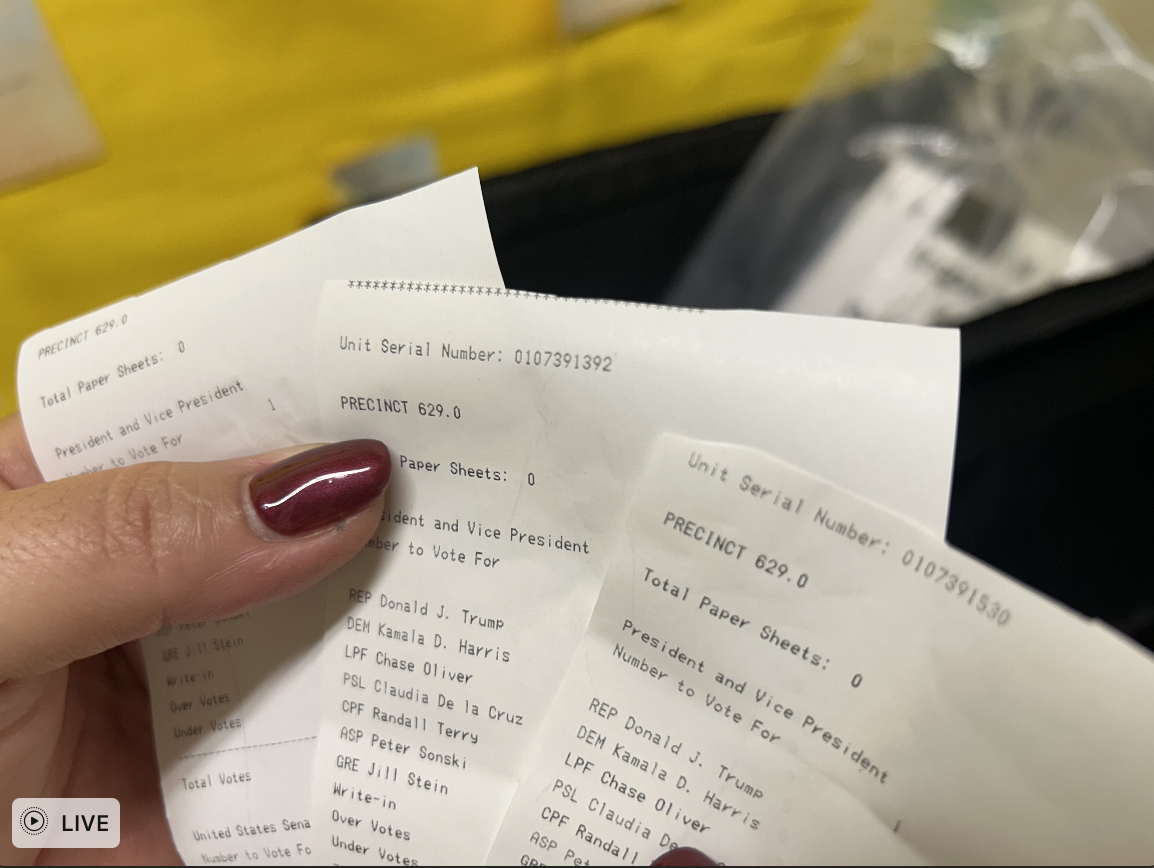 PRECINCT 629.0
Total Paper Sheets: 0
President and Vice President
Number to Vote For 1
Peter Sonski
GRE Jill Stein
Write-in
Over Votes
Under Votes
Total Votes
United States Sena
Number to Vote Fo
Unit Serial Number: 0107391392
PRECINCT 629.0
Paper Sheets: 0
ident and Vice President
mber to Vote For
REP Donald J. Trump
DEM Kamala D. Harris
LPF Chase Oliver
PSL Claudia De la Cruz
CPF Randall Terry
ASP Peter Sonski
GRE Jill Stein
Write-in
Over Votes
Under Votes
Unit Serial Number: 0107391530
PRECINCT 629.0
Total Paper Sheets: 0
President and Vice President
Number to Vote For 1
REP Donald J. Trump
DEM Kamala D. Harris
LPF Chase Oliver
PSL Claudia De
CPF Randall
ASP Pet
GRE
LIVE